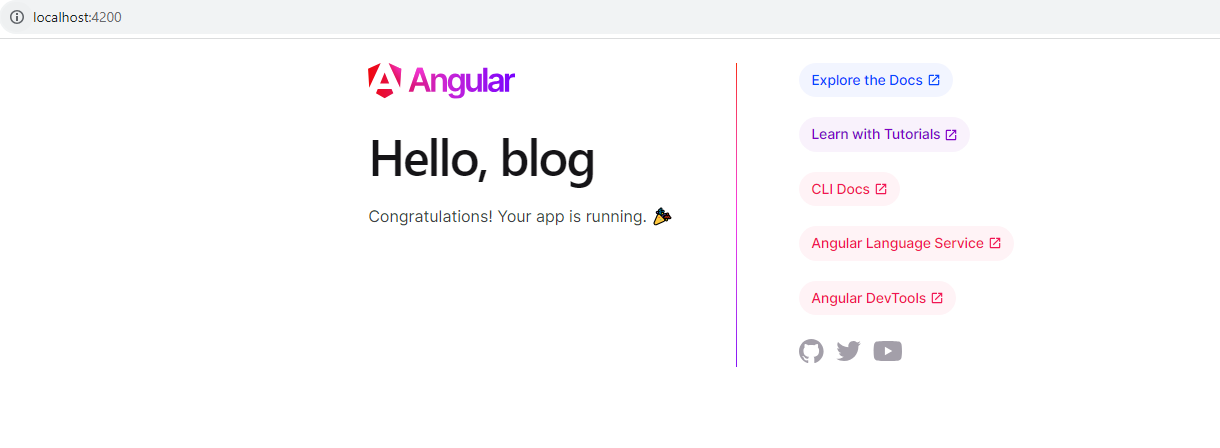 localhost:4200
Angular
Hello, blog
Congratulations! Your app is running. 🎉
Explore the Docs
Learn with Tutorials
CLI Docs
Angular Language Service
Angular DevTools